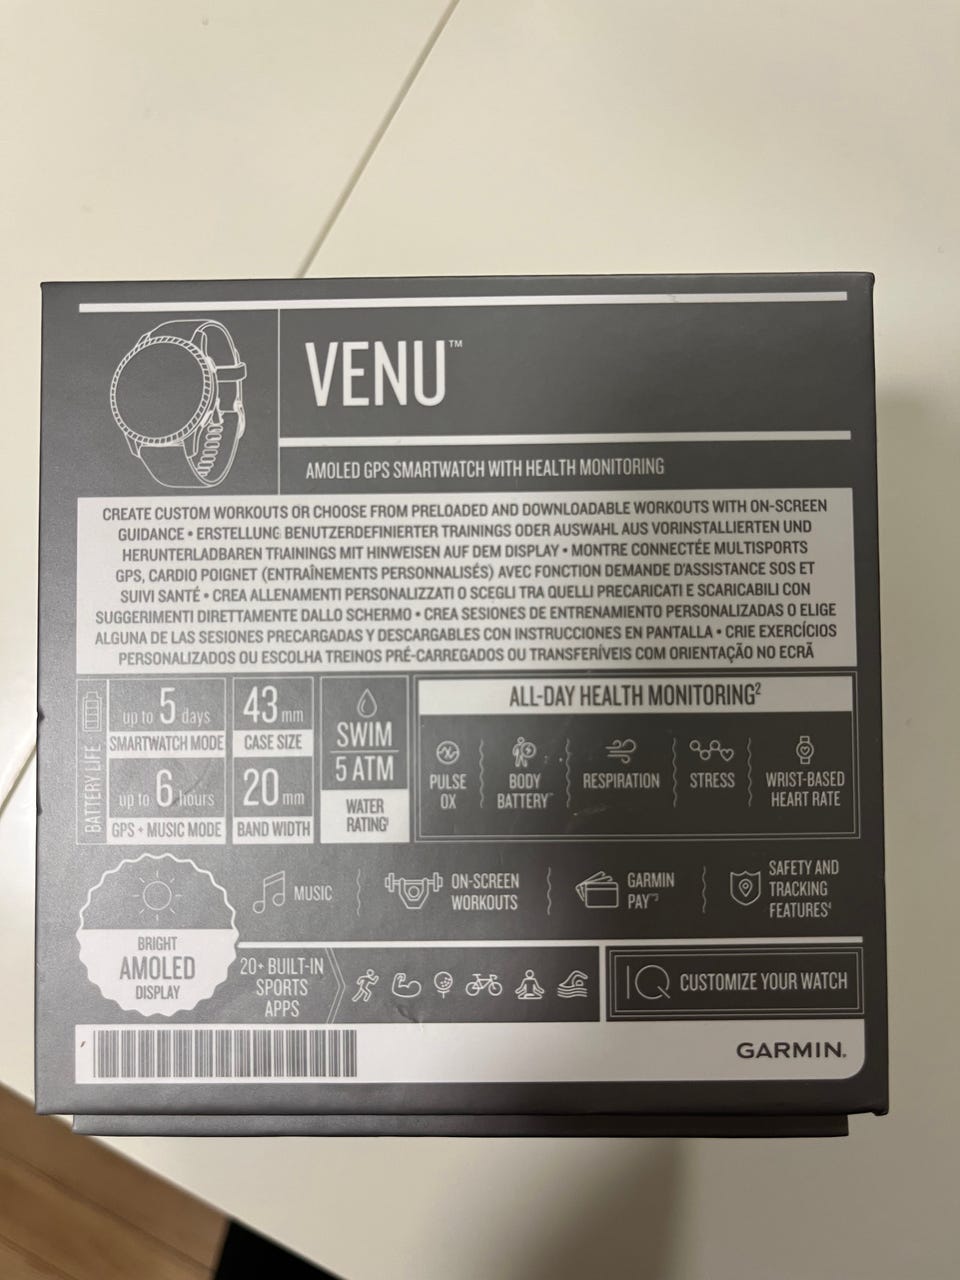 VENU™
AMOLED GPS SMARTWATCH WITH HEALTH MONITORING
CREATE CUSTOM WORKOUTS OR CHOOSE FROM PRELOADED AND DOWNLOADABLE WORKOUTS WITH ON-SCREEN
GUIDANCE • ERSTELLUNG BENUTZERDEFINIERTER TRAININGS ODER AUSWAHL AUS VORINSTALLIERTEN UND
HERUNTERLADBAREN TRAININGS MIT HINWEISEN AUF DEM DISPLAY • MONTRE CONNECTÉE MULTISPORTS
GPS, CARDIO POIGNET (ENTRAÎNEMENTS PERSONNALISÉS) AVEC FONCTION DEMANDE D'ASSISTANCE SOS ET
SUIVI SANTÉ • CREA ALLENAMENTI PERSONALIZZATI O SCEGLI TRA QUELLI PRECARICATI E SCARICABILI CON
SUGGERIMENTI DIRETTAMENTE DALLO SCHERMO • CREA SESIONES DE ENTRENAMIENTO PERSONALIZADAS O ELIGE
ALGUNA DE LAS SESIONES PRECARGADAS Y DESCARGABLES CON INSTRUCCIONES EN PANTALLA • CRIE EXERCÍCIOS
PERSONALIZADOS OU ESCOLHA TREINOS PRÉ-CARREGADOS OU TRANSFERÍVEIS COM ORIENTAÇÃO NO ECRÃ
BATTERY LIFE
up to 5 days
SMARTWATCH MODE
up to 6 hours
GPS + MUSIC MODE
43 mm
CASE SIZE
20 mm
BAND WIDTH
SWIM
5 ATM
WATER
RATING¹
ALL-DAY HEALTH MONITORING²
PULSE
OX
BODY
BATTERY™
RESPIRATION
STRESS
WRIST-BASED
HEART RATE
MUSIC
ON-SCREEN
WORKOUTS
GARMIN
PAY™³
SAFETY AND
TRACKING
FEATURES⁴
BRIGHT
AMOLED
DISPLAY
20+ BUILT-IN
SPORTS
APPS
IQ CUSTOMIZE YOUR WATCH
GARMIN.